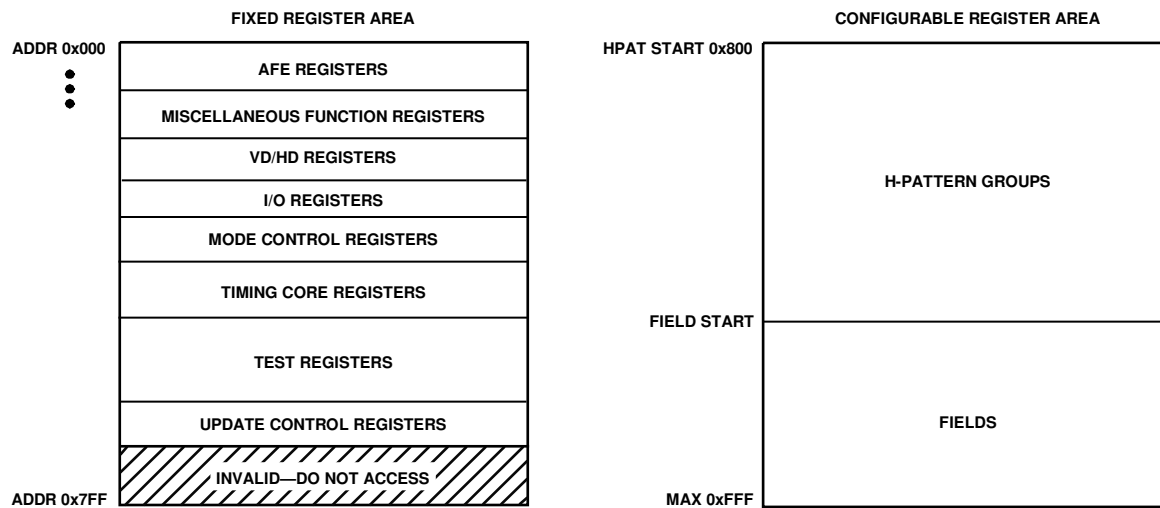 FIXED REGISTER AREA
ADDR 0x000
AFE REGISTERS
MISCELLANEOUS FUNCTION REGISTERS
VD/HD REGISTERS
I/O REGISTERS
MODE CONTROL REGISTERS
TIMING CORE REGISTERS
TEST REGISTERS
UPDATE CONTROL REGISTERS
INVALID—DO NOT ACCESS
ADDR 0x7FF
CONFIGURABLE REGISTER AREA
HPAT START 0x800
H-PATTERN GROUPS
FIELD START
FIELDS
MAX 0xFFF